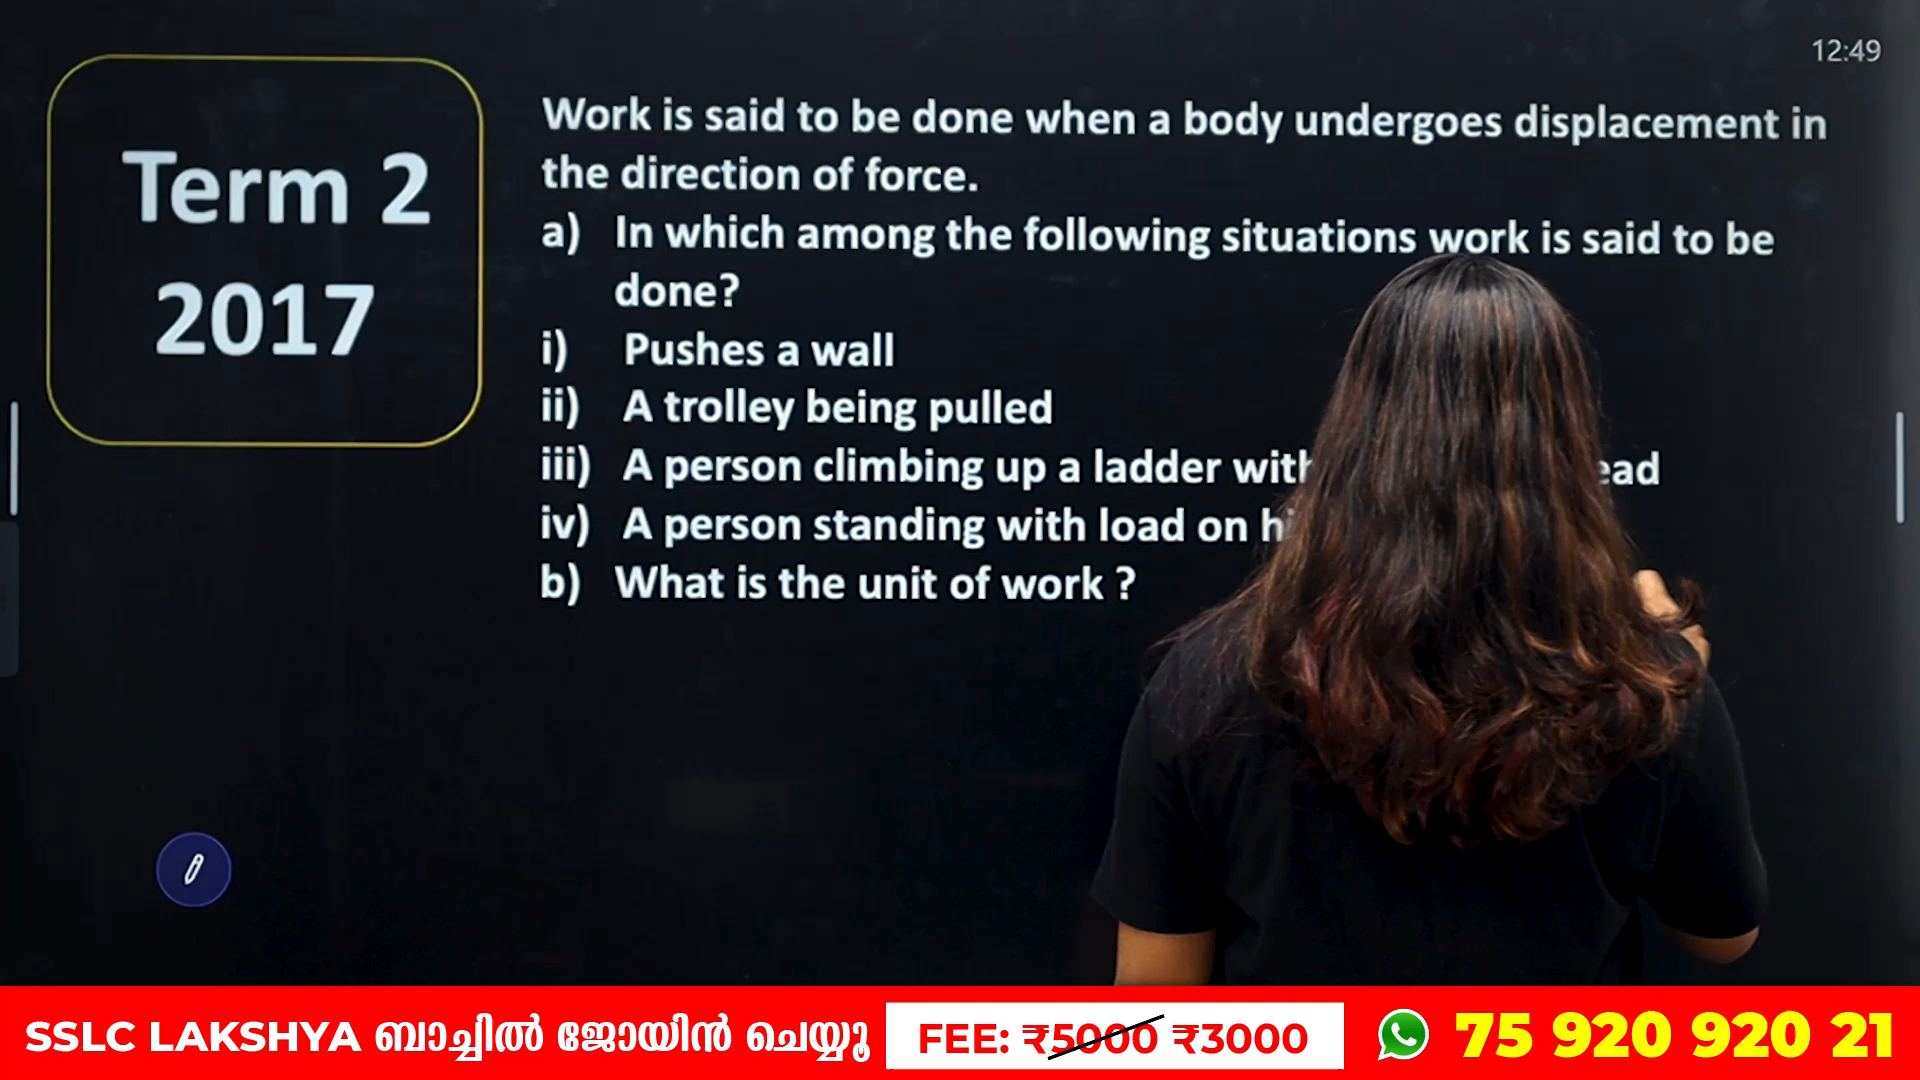 12:49
Term 2
2017
Work is said to be done when a body undergoes displacement in
the direction of force.
a) In which among the following situations work is said to be
done?
i) Pushes a wall
ii) A trolley being pulled
iii) A person climbing up a ladder with
iv) A person standing with load on
b) What is the unit of work ?
SSLC LAKSHYA ബാച്ചിൽ ജോയിൻ ചെയ്യൂ
FEE: ₹5000 ₹3000
75 920 920 21